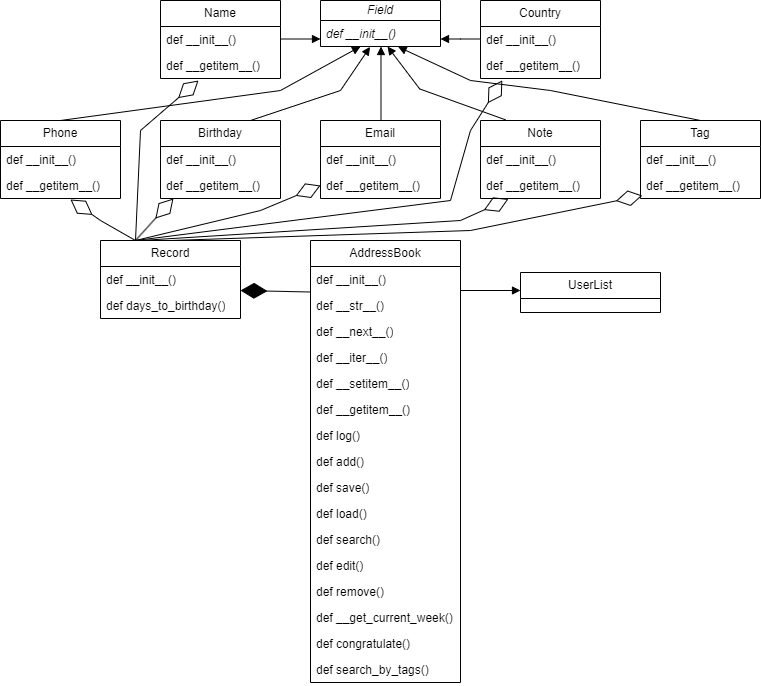 Name
def __init__()
def __getitem__()
Field
def __init__()
Country
def __init__()
def __getitem__()
Phone
def __init__()
def __getitem__()
Birthday
def __init__()
def __getitem__()
Email
def __init__()
def __getitem__()
Note
def __init__()
def __getitem__()
Tag
def __init__()
def __getitem__()
Record
def __init__()
def days_to_birthday()
AddressBook
def __init__()
def __str__()
def __next__()
def __iter__()
def __setitem__()
def __getitem__()
def log()
def add()
def save()
def load()
def search()
def edit()
def remove()
def __get_current_week()
def congratulate()
def search_by_tags()
UserList